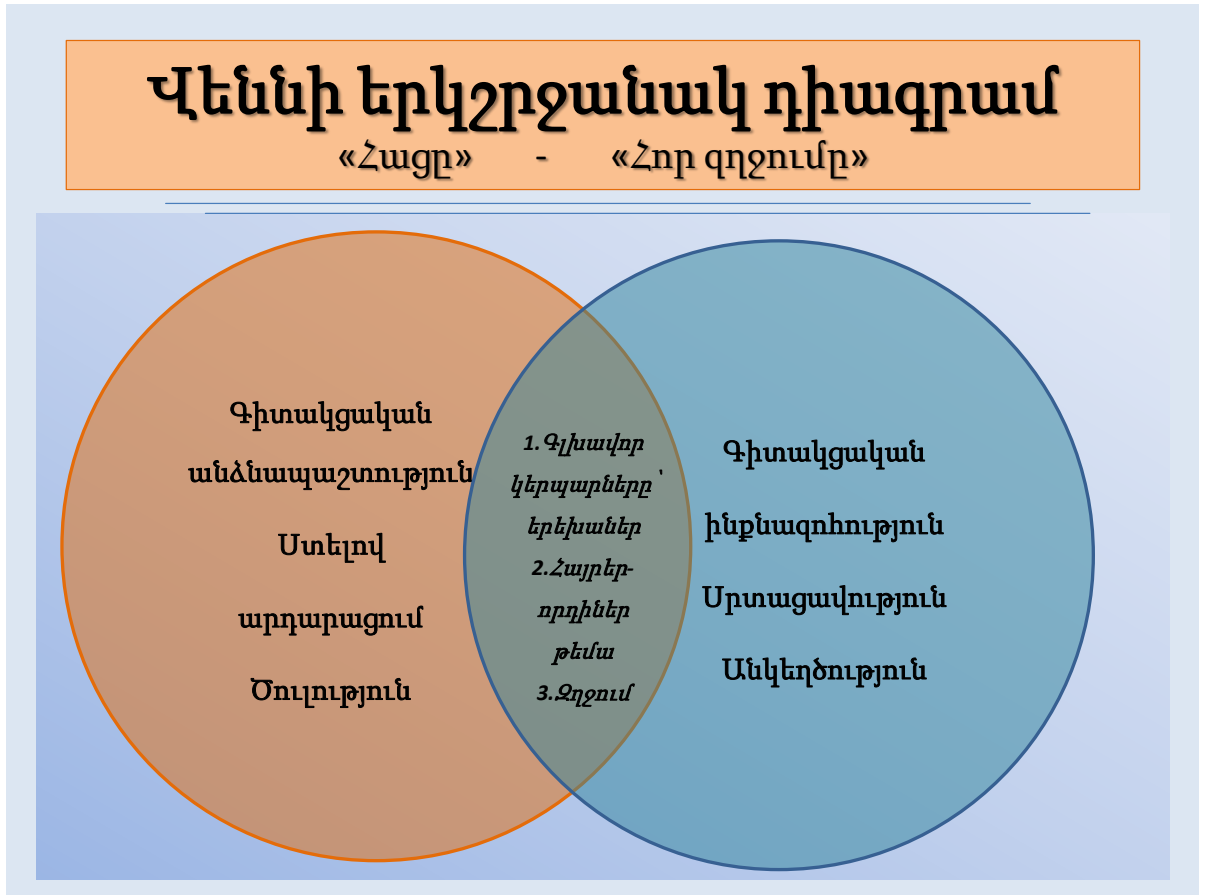 Վեննի երկշրջանակ դիագրամ
«Հացը» - «Հոր զղջումը»
Գիտակցական
անձնապաշտություն
Ստելով
արդարացում
Ծուլություն
1.Գլխավոր
կերպարները՝
երեխաներ
2.Հայրեր-
որդիներ
թեմա
3.Զղջում
Գիտակցական
ինքնազոհություն
Սրտացավություն
Անկեղծություն